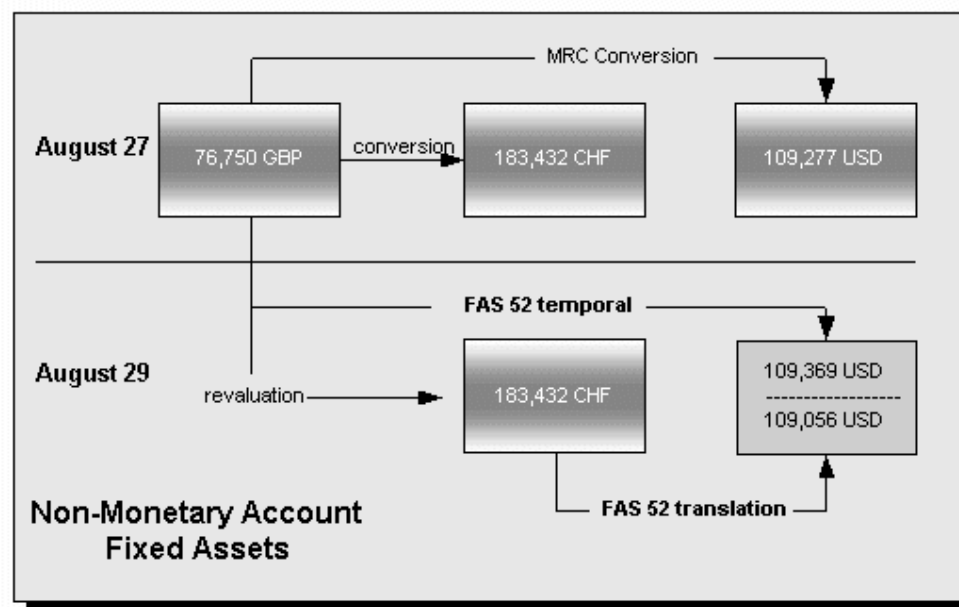 MRC Conversion
August 27
76,750 GBP
conversion
183,432 CHF
109,277 USD
FAS 52 temporal
August 29
revaluation
183,432 CHF
109,369 USD
109,056 USD
FAS 52 translation
Non-Monetary Account
Fixed Assets